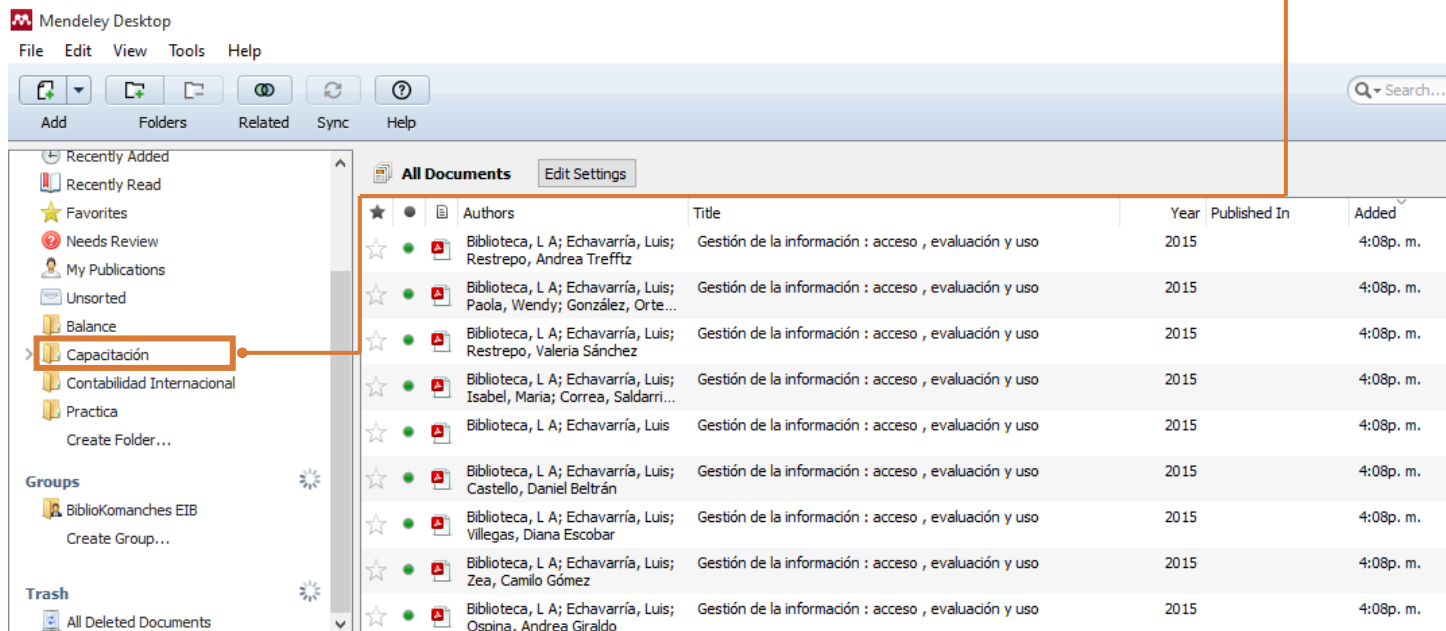 Mendeley Desktop
File Edit View Tools Help
Search...
Add Folders Related Sync Help
Recently Added
Recently Read
Favorites
Needs Review
My Publications
Unsorted
Balance
Capacitación
Contabilidad Internacional
Practica
Create Folder...
Groups
BiblioKomanches EIB
Create Group...
Trash
All Deleted Documents
All Documents Edit Settings
Authors Title Year Published In Added
Biblioteca, L A; Echavarría, Luis; Gestión de la información : acceso , evaluación y uso 2015 4:08p. m.
Restrepo, Andrea Trefftz
Biblioteca, L A; Echavarría, Luis; Gestión de la información : acceso , evaluación y uso 2015 4:08p. m.
Paola, Wendy; González, Orte...
Biblioteca, L A; Echavarría, Luis; Gestión de la información : acceso , evaluación y uso 2015 4:08p. m.
Restrepo, Valeria Sánchez
Biblioteca, L A; Echavarría, Luis; Gestión de la información : acceso , evaluación y uso 2015 4:08p. m.
Isabel, Maria; Correa, Saldarri...
Biblioteca, L A; Echavarría, Luis Gestión de la información : acceso , evaluación y uso 2015 4:08p. m.
Biblioteca, L A; Echavarría, Luis; Gestión de la información : acceso , evaluación y uso 2015 4:08p. m.
Castello, Daniel Beltrán
Biblioteca, L A; Echavarría, Luis; Gestión de la información : acceso , evaluación y uso 2015 4:08p. m.
Villegas, Diana Escobar
Biblioteca, L A; Echavarría, Luis; Gestión de la información : acceso , evaluación y uso 2015 4:08p. m.
Zea, Camilo Gómez
Biblioteca, L A; Echavarría, Luis; Gestión de la información : acceso , evaluación y uso 2015 4:08p. m.
Ospina, Andrea Giraldo